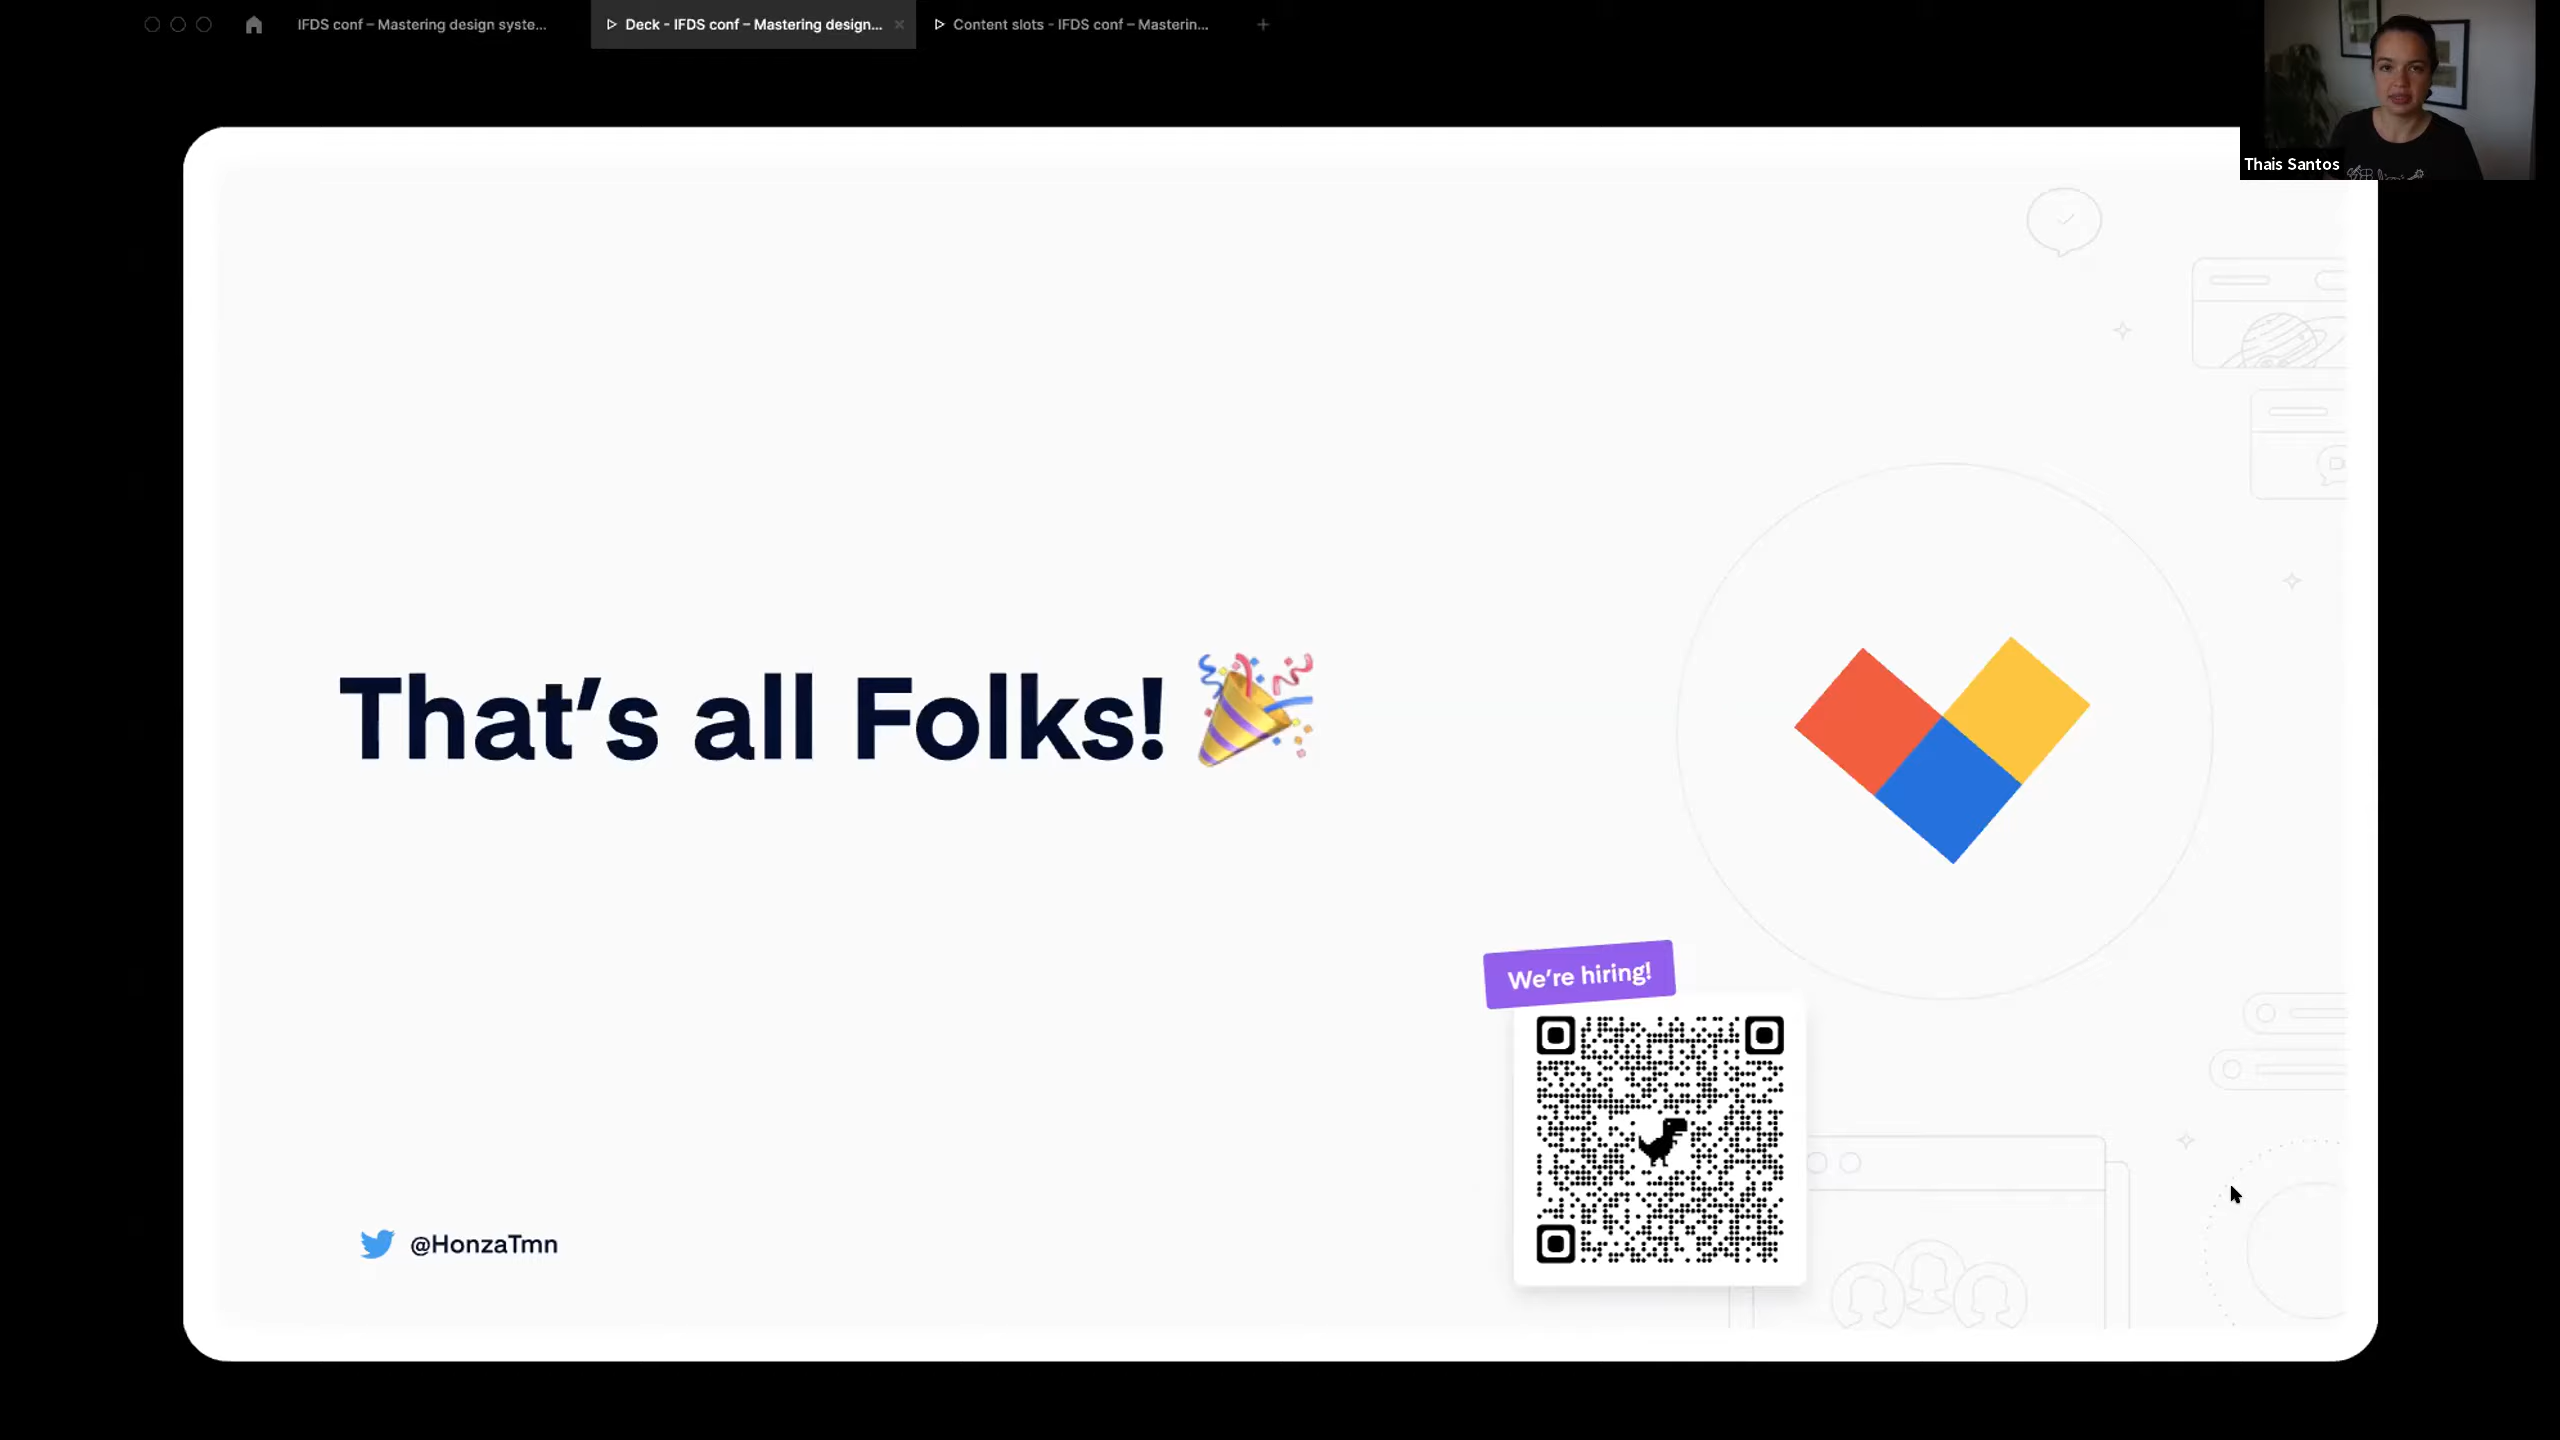 IFDS conf – Mastering design syste...
Deck - IFDS conf – Mastering design...
Content slots - IFDS conf – Masterin...
Thais Santos
That’s all Folks!
We’re hiring!
@HonzaTmn